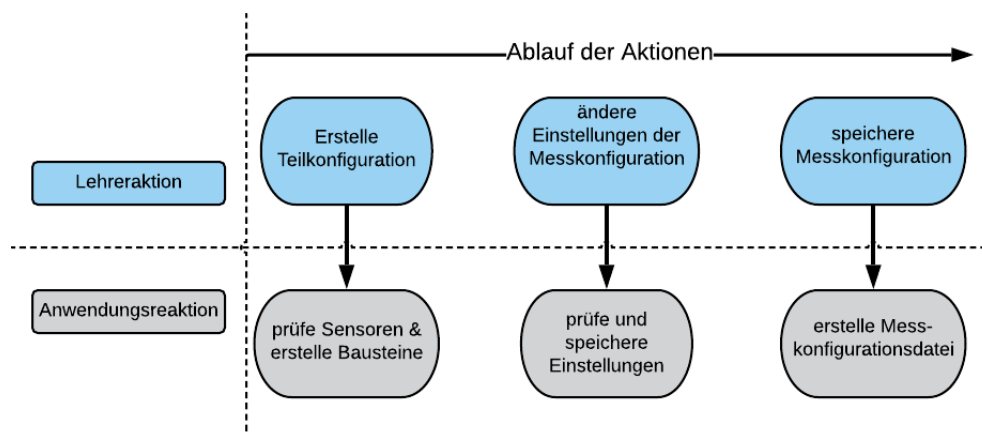 Ablauf der Aktionen
Lehreraktion
Erstelle
Teilkonfiguration
ändere
Einstellungen der
Messkonfiguration
speichere
Messkonfiguration
Anwendungsreaktion
prüfe Sensoren &
erstelle Bausteine
prüfe und
speichere
Einstellungen
erstelle Mess-
konfigurationsdatei